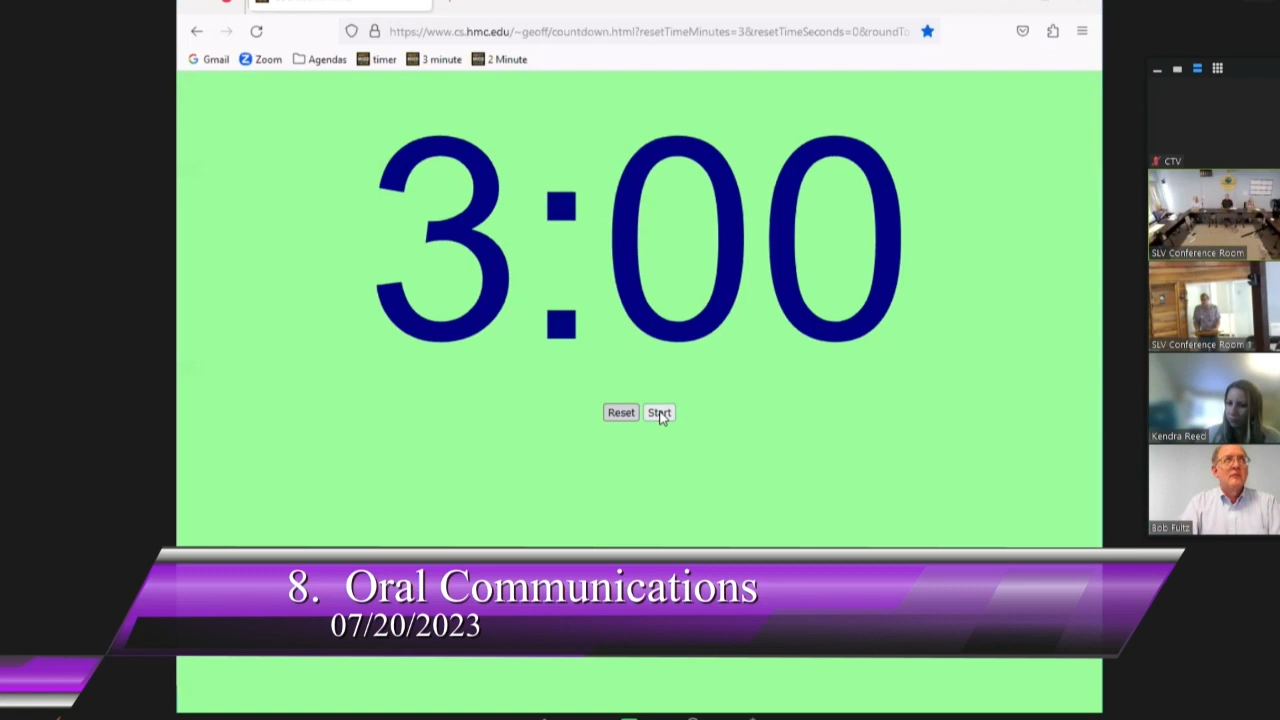 https://www.cs.hmc.edu/~geoff/countdown.html?resetTimeMinutes=3&resetTimeSeconds=0&roundTo
Gmail Zoom Agendas timer 3 minute 2 Minute
3:00
Reset Start
CTV
SLV Conference Room
SLV Conference Room 1
Kendra Reed
Bob Fultz
8. Oral Communications
07/20/2023